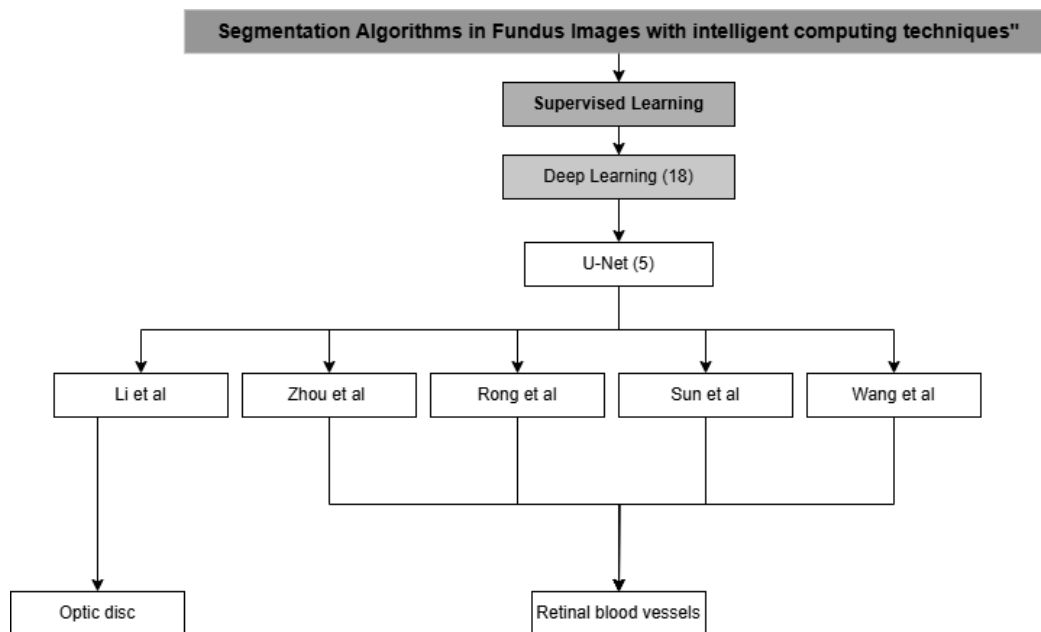 Segmentation Algorithms in Fundus Images with intelligent computing techniques"
Supervised Learning
Deep Learning (18)
U-Net (5)
Li et al
Zhou et al
Rong et al
Sun et al
Wang et al
Optic disc
Retinal blood vessels